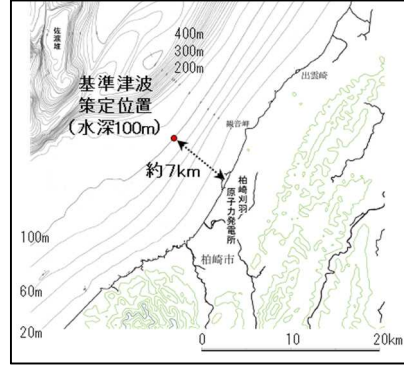 佐渡堆
400m
300m
200m
出雲崎
基準津波
策定位置
(水深100m)
観音岬
約7km
柏崎刈羽
原子力発電所
100m
柏崎市
60m
20m
0 10 20km